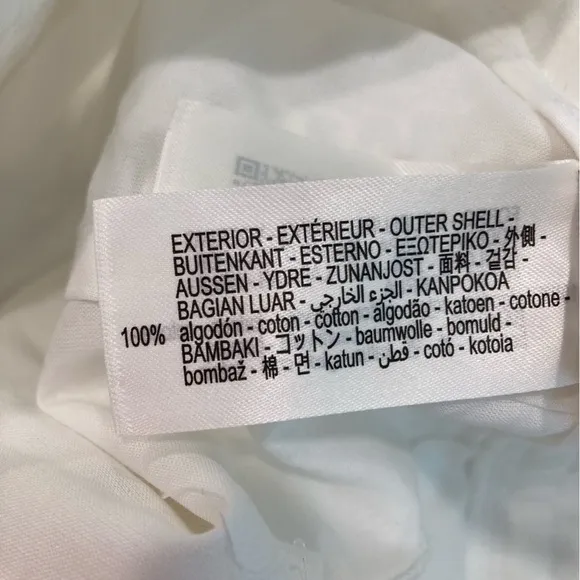 EXTERIOR - EXTÉRIEUR - OUTER SHELL -
BUITENKANT - ESTERNO - ΕΞΩΤΕΡΙΚΟ - 外側 -
AUSSEN - YDRE - ZUNANJOST - 面料 - 겉감 -
BAGIAN LUAR - الجزء الخارجي - KANPOKOA
100% algodón - coton - cotton - algodão - katoen - cotone -
BAMBAKI - コットン - baumwolle - bomuld -
bombaž - 棉 - 면 - katun - قطن - cotó - kotoia